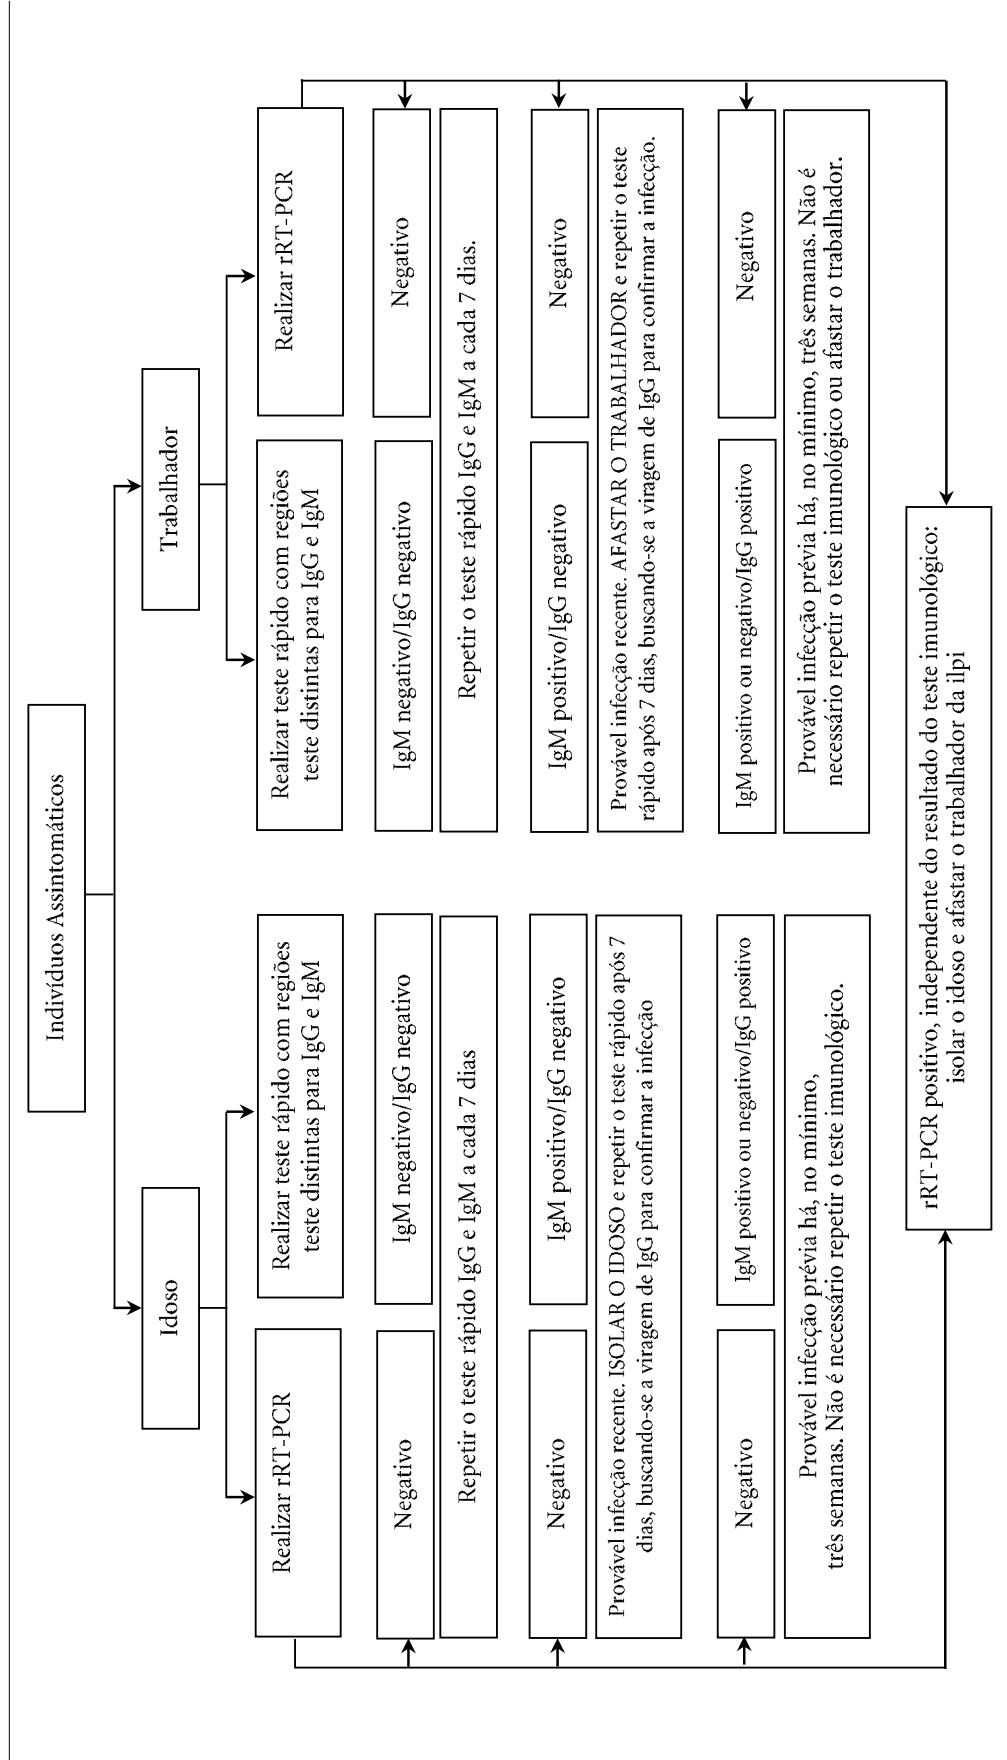 Indivíduos Assintomáticos
Idoso
Trabalhador
Realizar rRT-PCR
Realizar teste rápido com regiões
teste distintas para IgG e IgM
Negativo
IgM negativo/IgG negativo
Repetir o teste rápido IgG e IgM a cada 7 dias
Negativo
IgM positivo/IgG negativo
Provável infecção recente. ISOLAR O IDOSO e repetir o teste rápido após 7
dias, buscando-se a viragem de IgG para confirmar a infecção
Negativo
IgM positivo ou negativo/IgG positivo
Provável infecção prévia há, no mínimo,
três semanas. Não é necessário repetir o teste imunológico.
Realizar teste rápido com regiões
teste distintas para IgG e IgM
Realizar rRT-PCR
IgM negativo/IgG negativo
Negativo
Repetir o teste rápido IgG e IgM a cada 7 dias.
IgM positivo/IgG negativo
Negativo
Provável infecção recente. AFASTAR O TRABALHADOR e repetir o teste
rápido após 7 dias, buscando-se a viragem de IgG para confirmar a infecção.
IgM positivo ou negativo/IgG positivo
Negativo
Provável infecção prévia há, no mínimo, três semanas. Não é
necessário repetir o teste imunológico ou afastar o trabalhador.
rRT-PCR positivo, independente do resultado do teste imunológico:
isolar o idoso e afastar o trabalhador da ilpi